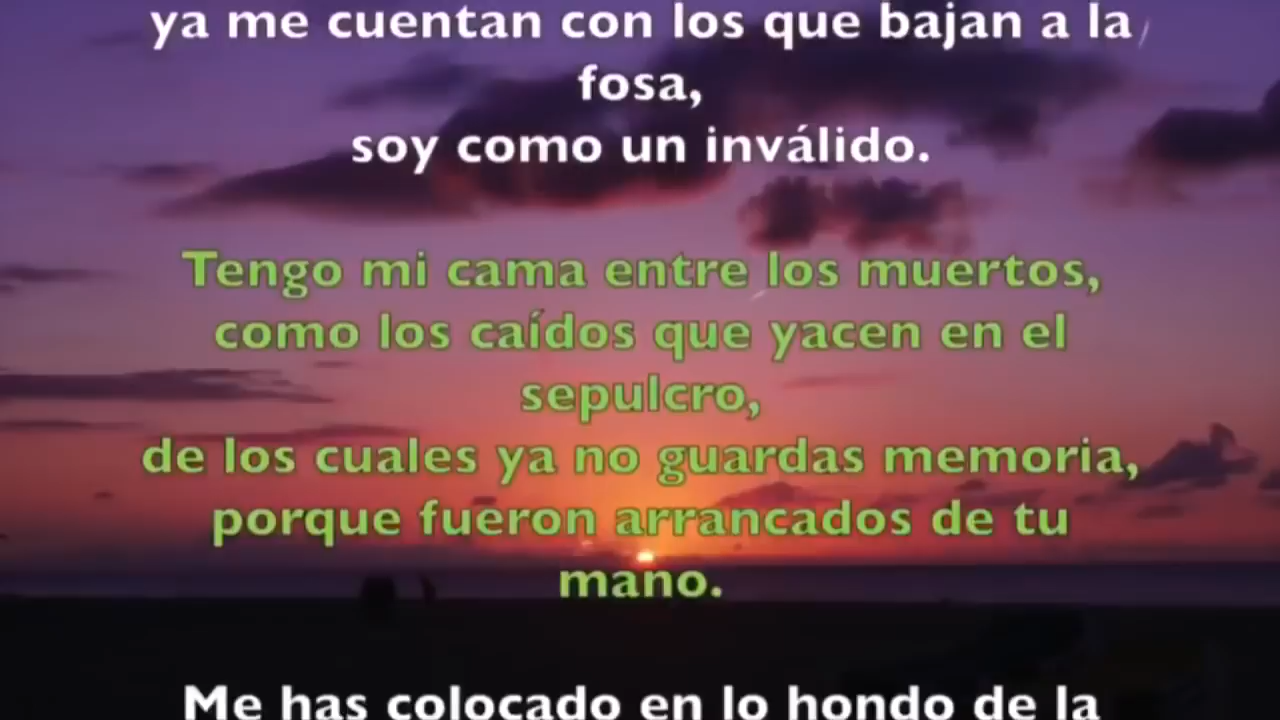 ya me cuentan con los que bajan a la
fosa,
soy como un inválido.
Tengo mi cama entre los muertos,
como los caídos que yacen en el
sepulcro,
de los cuales ya no guardas memoria,
porque fueron arrancados de tu
mano.
Me has colocado en lo hondo de la